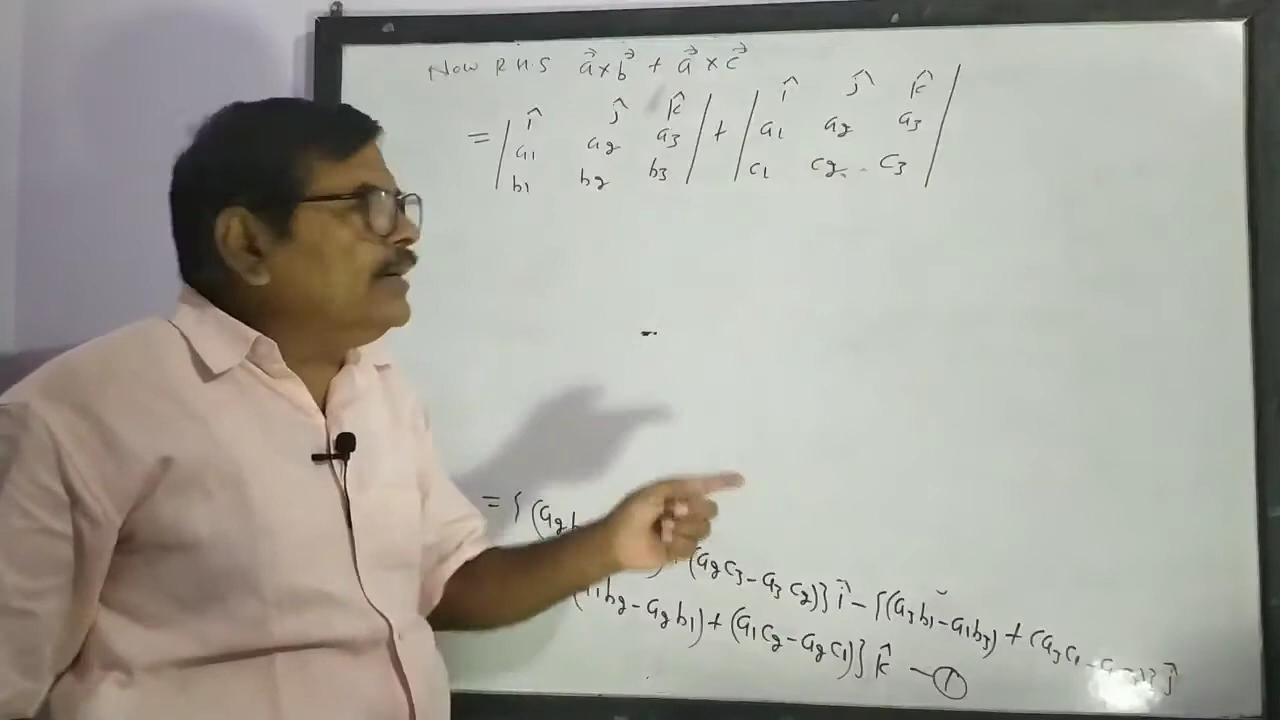 Now R.H.S a⃗ × b⃗ + a⃗ × c⃗
= | î ĵ k̂ | + | î ĵ k̂ |
a1 a2 a3 a1 a2 a3
b1 b2 b3 c1 c2 c3
= {(a2b
(a2c3 - a3c2)} î - {(a3b1 - a1b3) + (a3c1 -
b2 - a2b1) + (a1c2 - a2c1)} k̂ — ①